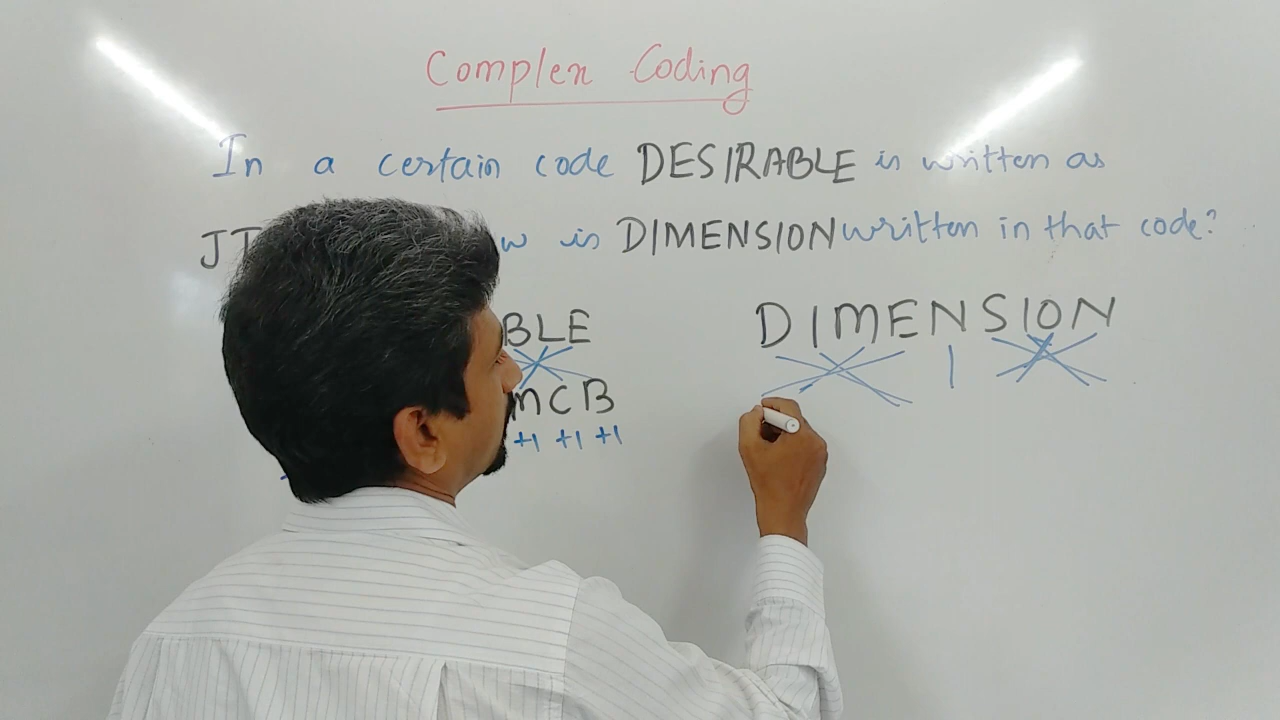 Complex Coding
In a certain code DESIRABLE is written as
JT is DIMENSION written in that code?
BLE DIMENSION
mCB
+1 +1 +1